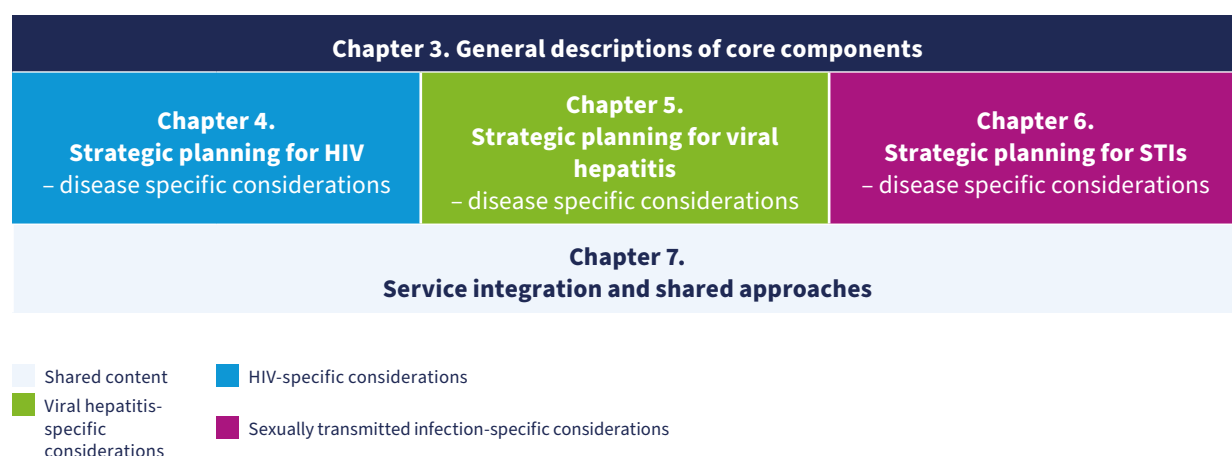 Chapter 3. General descriptions of core components
Chapter 4.
Strategic planning for HIV
– disease specific considerations
Chapter 5.
Strategic planning for viral
hepatitis
– disease specific considerations
Chapter 6.
Strategic planning for STIs
– disease specific considerations
Chapter 7.
Service integration and shared approaches
Shared content
HIV-specific considerations
Viral hepatitis-
specific
considerations
Sexually transmitted infection-specific considerations